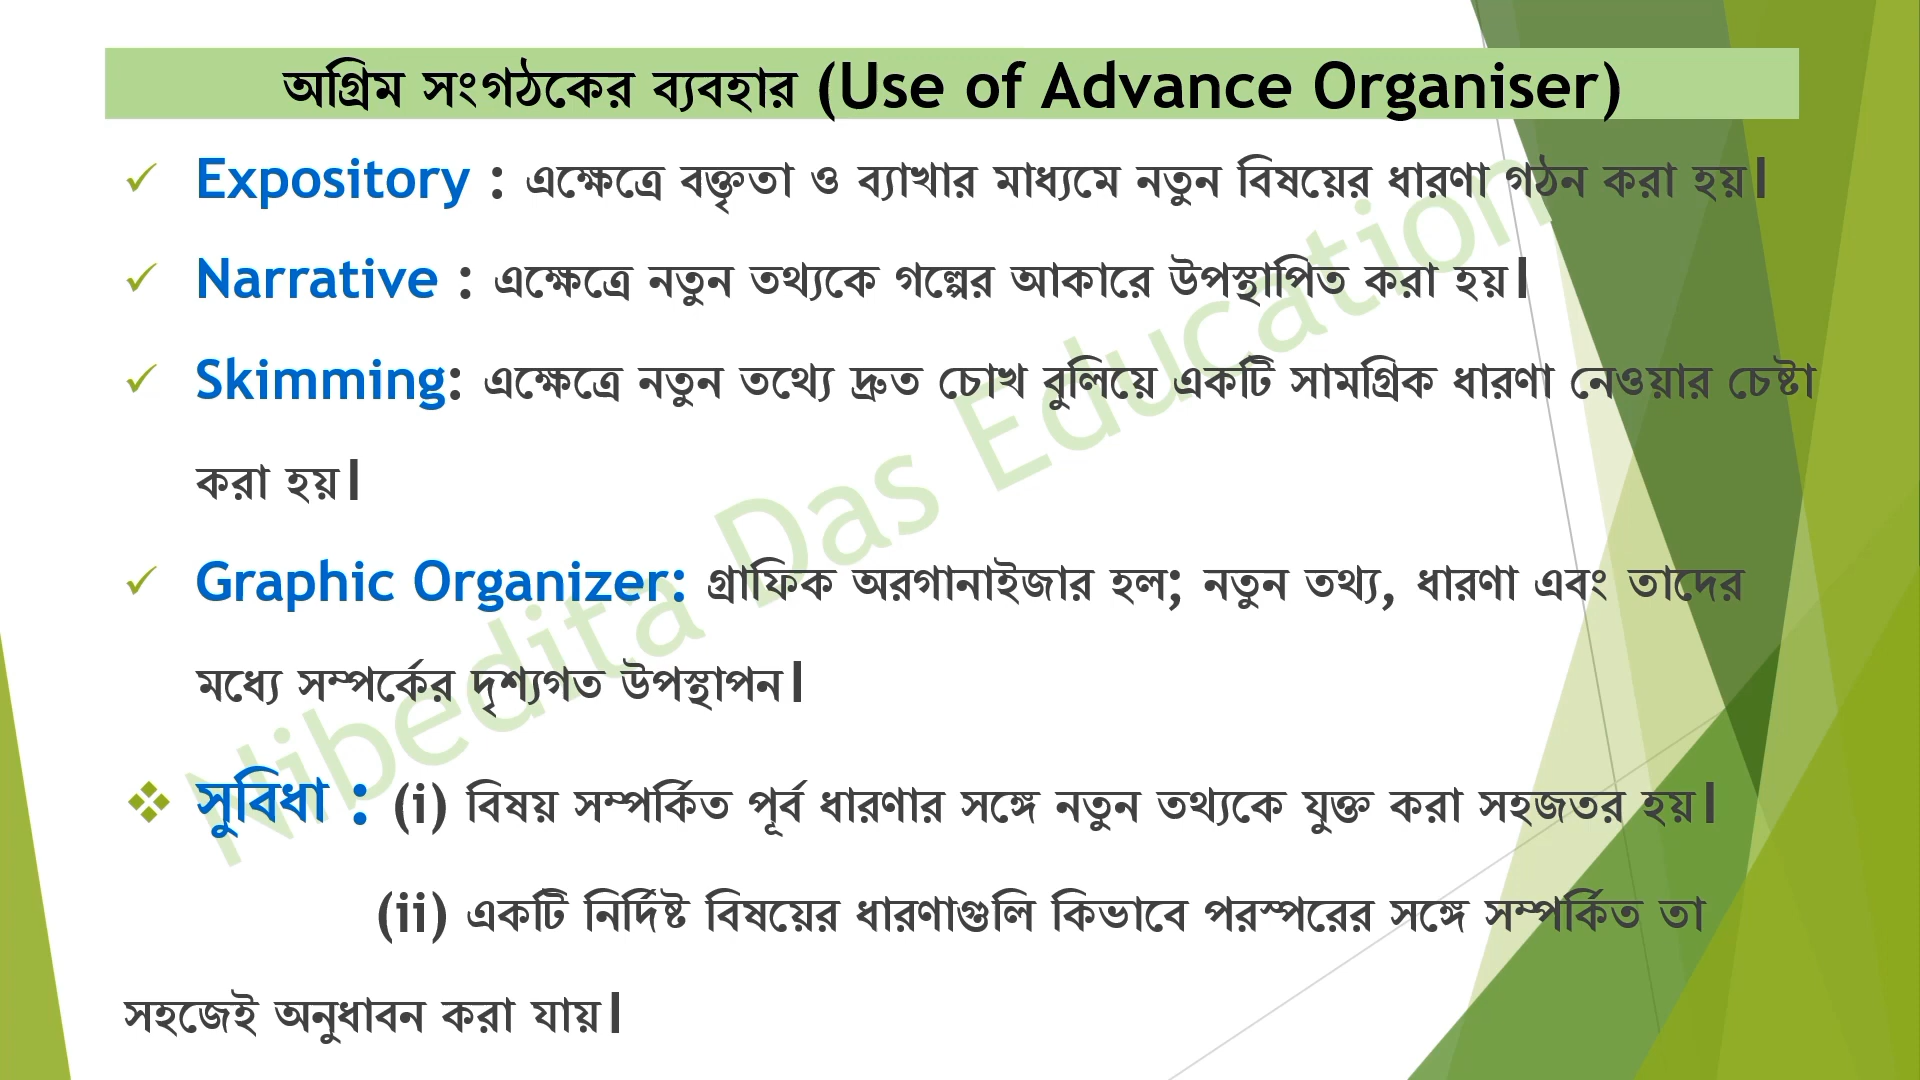 অগ্রিম সংগঠকের ব্যবহার (Use of Advance Organiser)
✓ Expository : এক্ষেত্রে বক্তৃতা ও ব্যাখার মাধ্যমে নতুন বিষয়ের ধারণা গঠন করা হয়।
✓ Narrative : এক্ষেত্রে নতুন তথ্যকে গল্পের আকারে উপস্থাপিত করা হয়।
✓ Skimming: এক্ষেত্রে নতুন তথ্যে দ্রুত চোখ বুলিয়ে একটি সামগ্রিক ধারণা নেওয়ার চেষ্টা
করা হয়।
✓ Graphic Organizer: গ্রাফিক অরগানাইজার হল; নতুন তথ্য, ধারণা এবং তাদের
মধ্যে সম্পর্কের দৃশ্যগত উপস্থাপন।
❖ সুবিধা : (i) বিষয় সম্পর্কিত পূর্ব ধারণার সঙ্গে নতুন তথ্যকে যুক্ত করা সহজতর হয়।
(ii) একটি নির্দিষ্ট বিষয়ের ধারণাগুলি কিভাবে পরস্পরের সঙ্গে সম্পর্কিত তা
সহজেই অনুধাবন করা যায়।
Nibedita Das Education